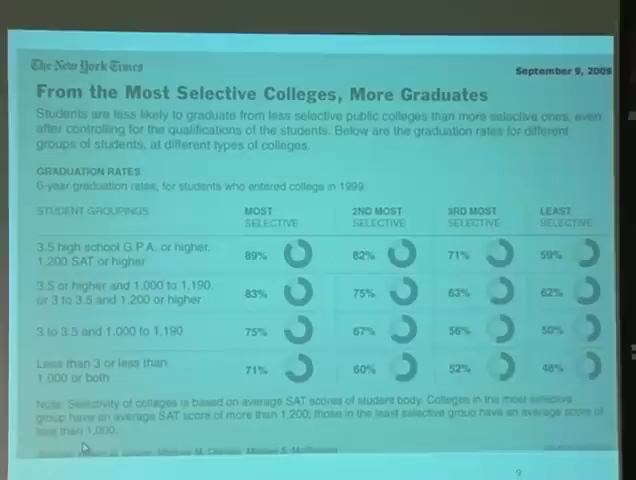 The New York Times
September 9, 2009
From the Most Selective Colleges, More Graduates
Students are less likely to graduate from less selective public colleges than more selective ones, even
after controlling for the qualifications of the students. Below are the graduation rates for different
groups of students, at different types of colleges.
GRADUATION RATES
6-year graduation rates, for students who entered college in 1999
STUDENT GROUPINGS MOST SELECTIVE 2ND MOST SELECTIVE 3RD MOST SELECTIVE LEAST SELECTIVE
3.5 high school G.P.A. or higher,
1,200 SAT or higher 89% 82% 71% 59%
3.5 or higher and 1,000 to 1,190,
or 3 to 3.5 and 1,200 or higher 83% 75% 63% 62%
3 to 3.5 and 1,000 to 1,190 75% 67% 56% 50%
Less than 3 or less than
1,000 or both 71% 60% 52% 48%
Note: Selectivity of colleges is based on average SAT scores of student body. Colleges in the most selective
group have an average SAT score of more than 1,200; those in the least selective group have an average score of
less than 1,000.
9